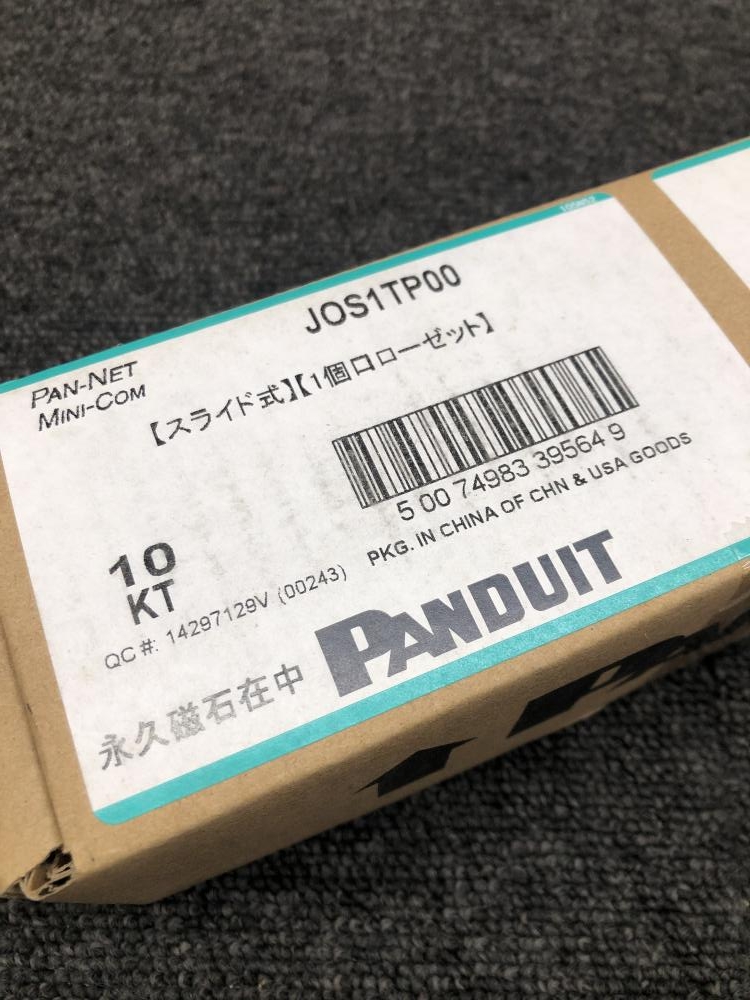 JOS1TP00
PAN-NET
MINI-COM
【スライド式】【1個口ローゼット】
5 00 74983 39564 9
PKG. IN CHINA OF CHN & USA GOODS
10
KT
QC #: 14297129V (00243)
PANDUIT
永久磁石在中